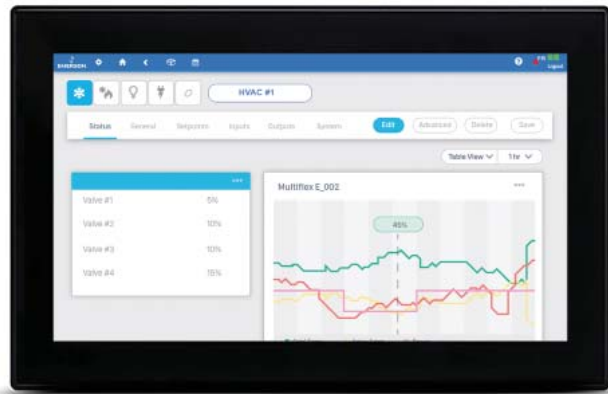 EMERSON
Logout
HVAC #1
Status General Setpoints Inputs Outputs System Edit Advanced Delete Save
Table View 1 hr
Valve #1 5%
Valve #2 10%
Valve #3 10%
Valve #4 15%
Multiflex E_002
45%